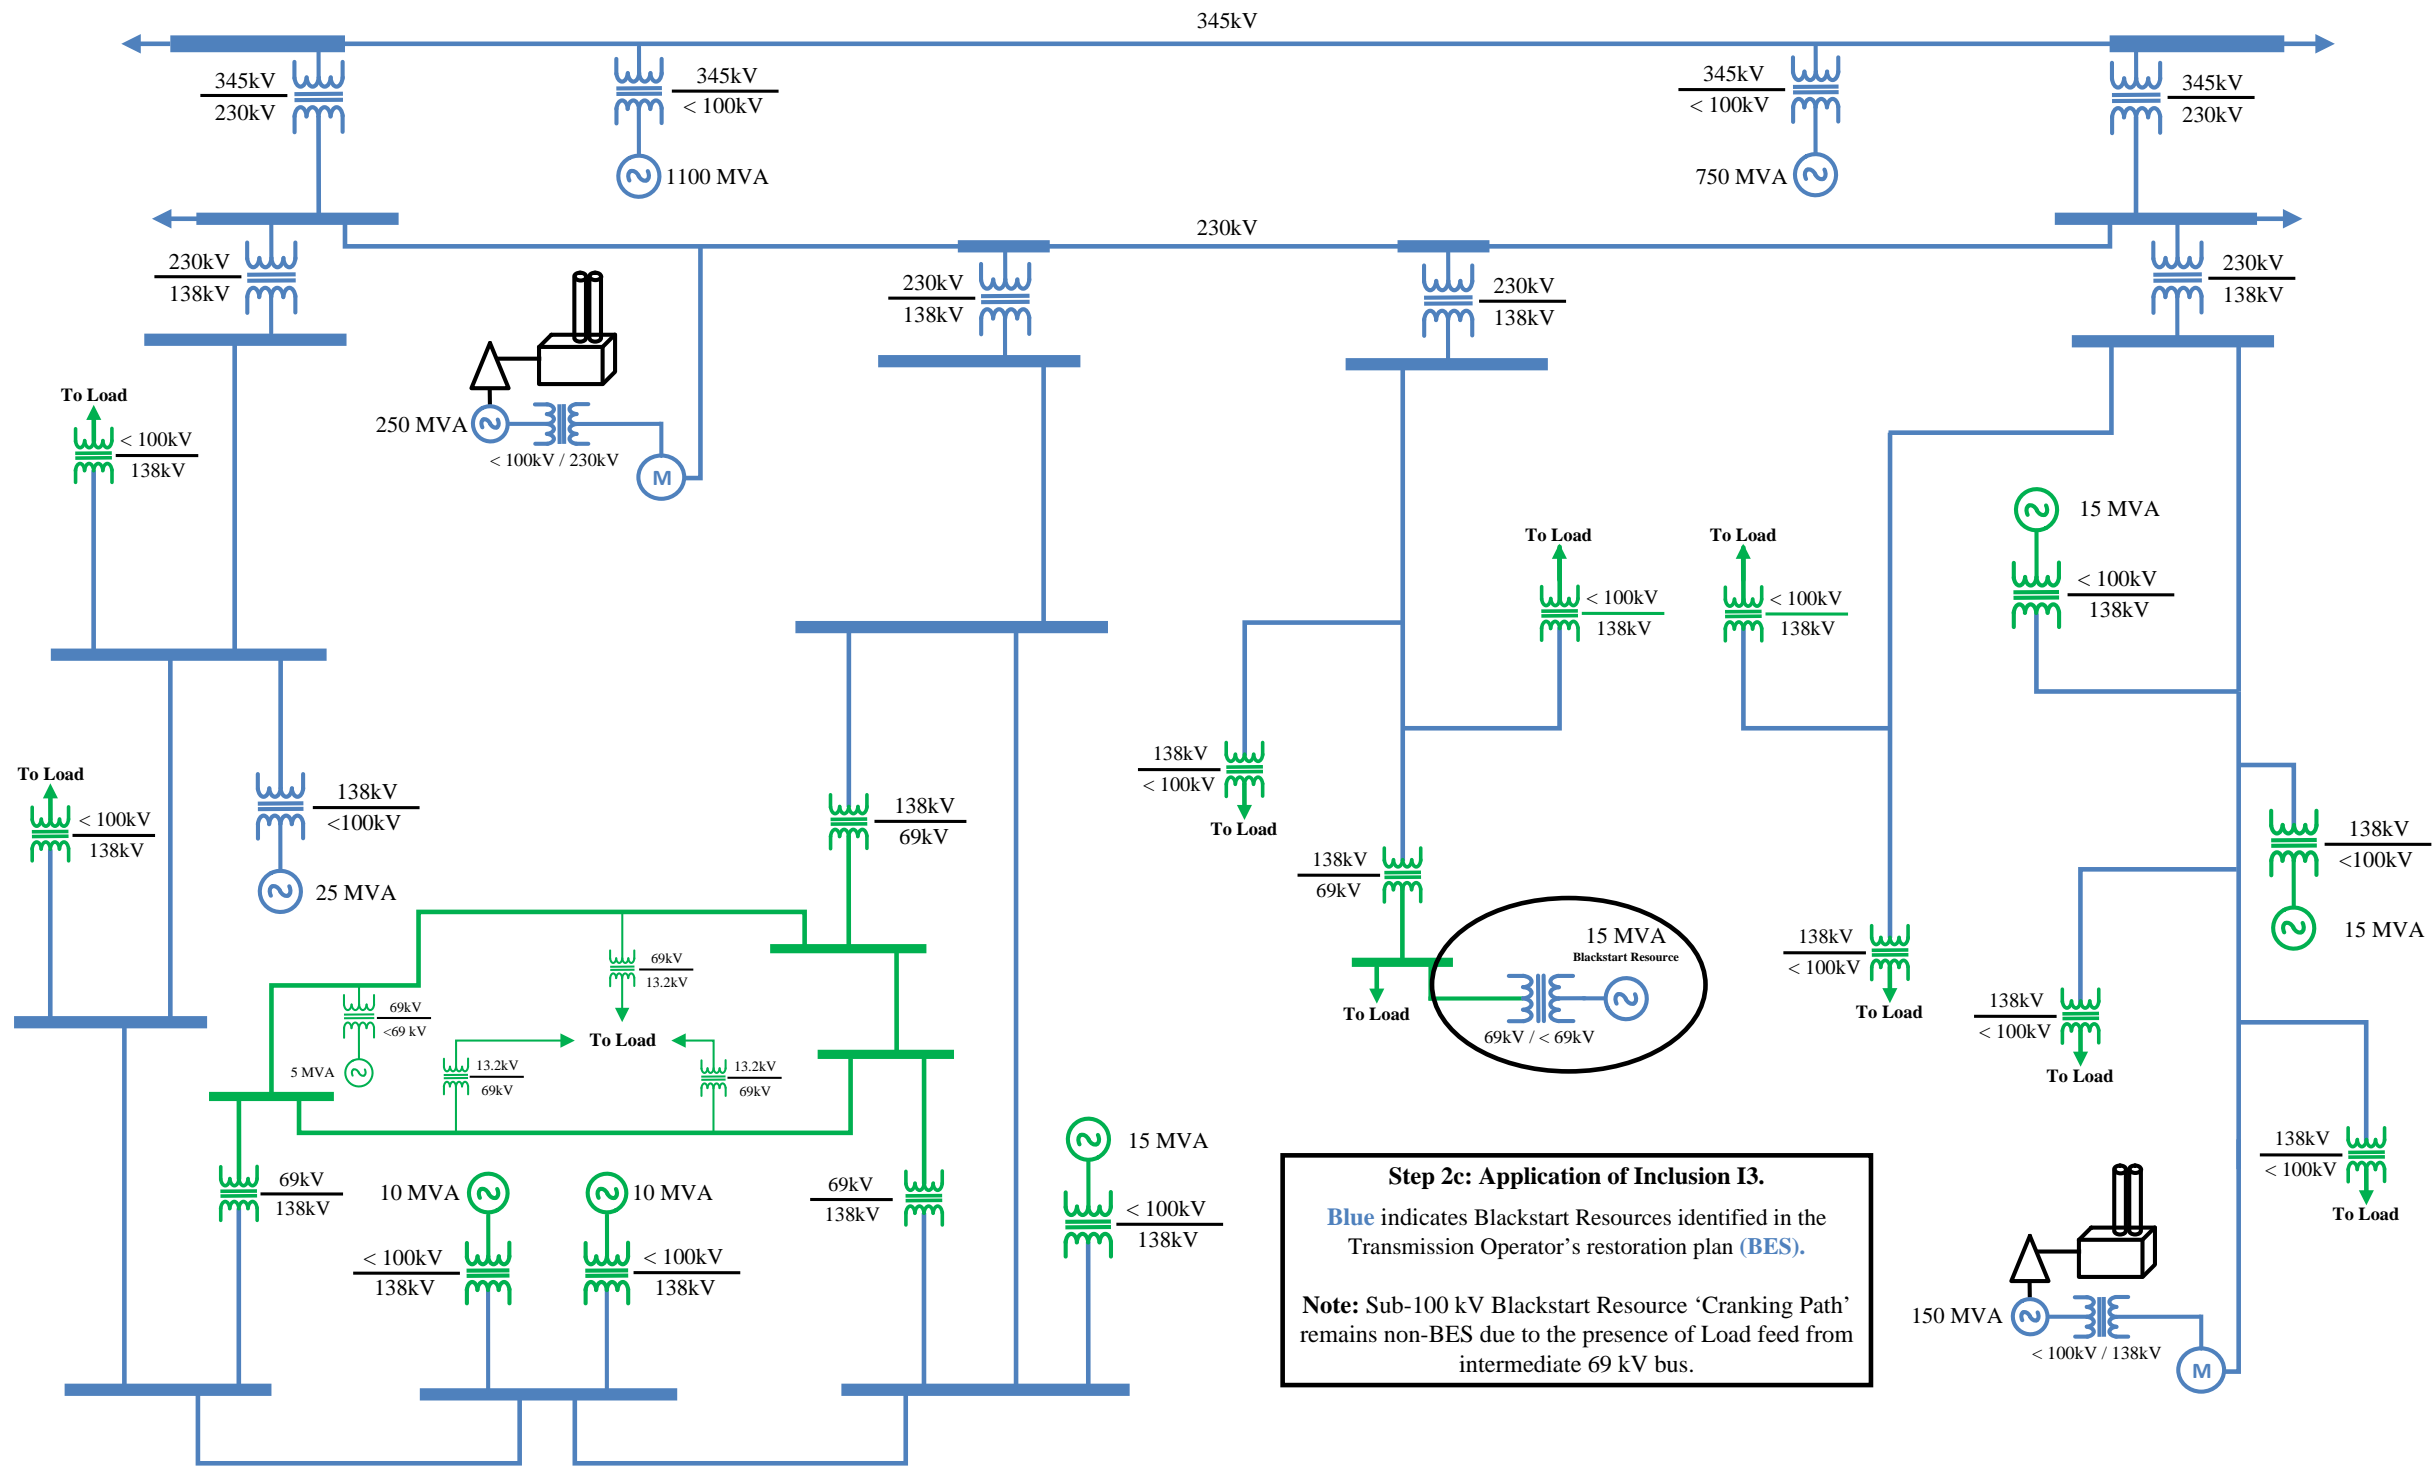 345kV
345kV
230kV
345kV
< 100kV
345kV
< 100kV
345kV
230kV
1100 MVA
750 MVA
230kV
230kV
138kV
230kV
138kV
230kV
138kV
230kV
138kV
To Load
< 100kV
138kV
250 MVA
< 100kV / 230kV
M
15 MVA
< 100kV
138kV
To Load
< 100kV
138kV
To Load
< 100kV
138kV
To Load
< 100kV
138kV
138kV
<100kV
25 MVA
138kV
69kV
138kV
< 100kV
To Load
138kV
69kV
15 MVA
Blackstart Resource
69kV / < 69kV
To Load
138kV
< 100kV
To Load
138kV
<100kV
15 MVA
138kV
< 100kV
To Load
69kV
13.2kV
To Load
69kV
<69 kV
5 MVA
13.2kV
69kV
13.2kV
69kV
69kV
138kV
10 MVA
< 100kV
138kV
10 MVA
< 100kV
138kV
69kV
138kV
15 MVA
< 100kV
138kV
138kV
< 100kV
To Load
150 MVA
< 100kV / 138kV
M
Step 2c: Application of Inclusion I3.
Blue indicates Blackstart Resources identified in the
Transmission Operator’s restoration plan (BES).
Note: Sub-100 kV Blackstart Resource ‘Cranking Path’
remains non-BES due to the presence of Load feed from
intermediate 69 kV bus.